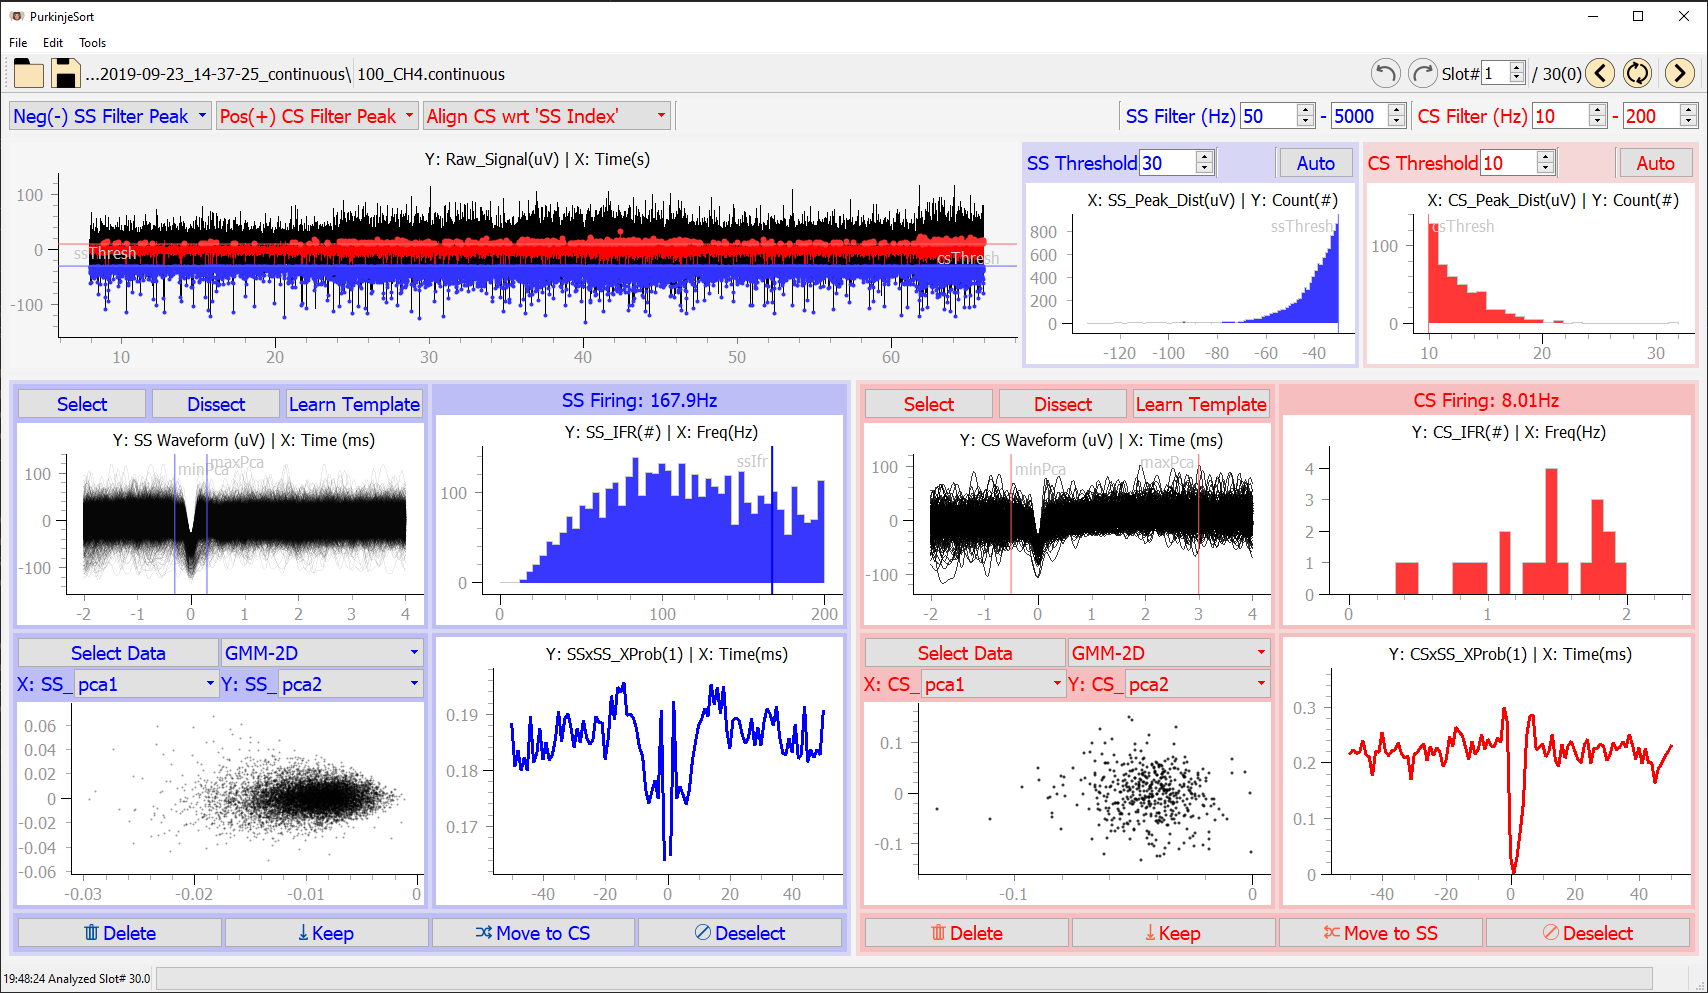 PurkinjeSort
File Edit Tools
...2019-09-23_14-37-25_continuous\ 100_CH4.continuous
Slot# 1 / 30(0)
Neg(-) SS Filter Peak Pos(+) CS Filter Peak Align CS wrt 'SS Index'
SS Filter (Hz) 50 - 5000 CS Filter (Hz) 10 - 200
Y: Raw_Signal(uV) | X: Time(s)
100
0
-100
ssThresh
csThresh
10 20 30 40 50 60
SS Threshold 30 Auto
X: SS_Peak_Dist(uV) | Y: Count(#)
ssThresh
800
600
400
200
0
-120 -100 -80 -60 -40
CS Threshold 10 Auto
X: CS_Peak_Dist(uV) | Y: Count(#)
csThresh
100
0
10 20 30
Select Dissect Learn Template
Y: SS Waveform (uV) | X: Time (ms)
minPca maxPca
100
0
-100
-2 -1 0 1 2 3 4
SS Firing: 167.9Hz
Y: SS_IFR(#) | X: Freq(Hz)
ssIfr
100
0
0 100 200
Select Dissect Learn Template
Y: CS Waveform (uV) | X: Time (ms)
minPca maxPca
100
0
-100
-2 -1 0 1 2 3 4
CS Firing: 8.01Hz
Y: CS_IFR(#) | X: Freq(Hz)
4
3
2
1
0
0 1 2
Select Data GMM-2D
X: SS_ pca1 Y: SS_ pca2
0.06
0.04
0.02
0
-0.02
-0.04
-0.06
-0.03 -0.02 -0.01 0
Y: SSxSS_XProb(1) | X: Time(ms)
0.19
0.18
0.17
-40 -20 0 20 40
Select Data GMM-2D
X: CS_ pca1 Y: CS_ pca2
0.1
0
-0.1
-0.1 0
Y: CSxSS_XProb(1) | X: Time(ms)
0.3
0.2
0.1
0
-40 -20 0 20 40
Delete Keep Move to CS Deselect
Delete Keep Move to SS Deselect
19:48:24 Analyzed Slot# 30.0